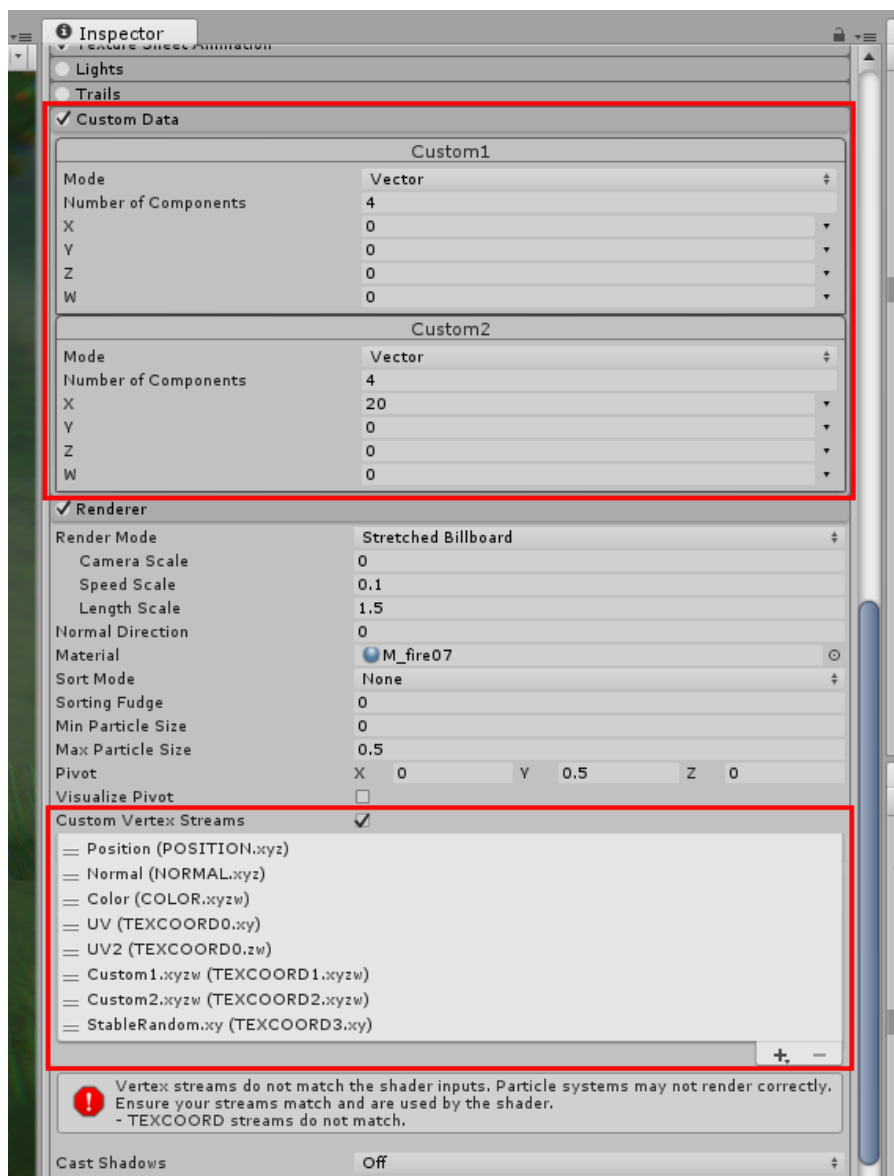 Inspector
Texture Sheet Animation
Lights
Trails
Custom Data
Custom1
Mode Vector
Number of Components 4
X 0
Y 0
Z 0
W 0
Custom2
Mode Vector
Number of Components 4
X 20
Y 0
Z 0
W 0
Renderer
Render Mode Stretched Billboard
Camera Scale 0
Speed Scale 0.1
Length Scale 1.5
Normal Direction 0
Material M_fire07
Sort Mode None
Sorting Fudge 0
Min Particle Size 0
Max Particle Size 0.5
Pivot X 0 Y 0.5 Z 0
Visualize Pivot
Custom Vertex Streams
Position (POSITION.xyz)
Normal (NORMAL.xyz)
Color (COLOR.xyzw)
UV (TEXCOORD0.xy)
UV2 (TEXCOORD0.zw)
Custom1.xyzw (TEXCOORD1.xyzw)
Custom2.xyzw (TEXCOORD2.xyzw)
StableRandom.xy (TEXCOORD3.xy)
Vertex streams do not match the shader inputs. Particle systems may not render correctly.
Ensure your streams match and are used by the shader.
- TEXCOORD streams do not match.
Cast Shadows Off